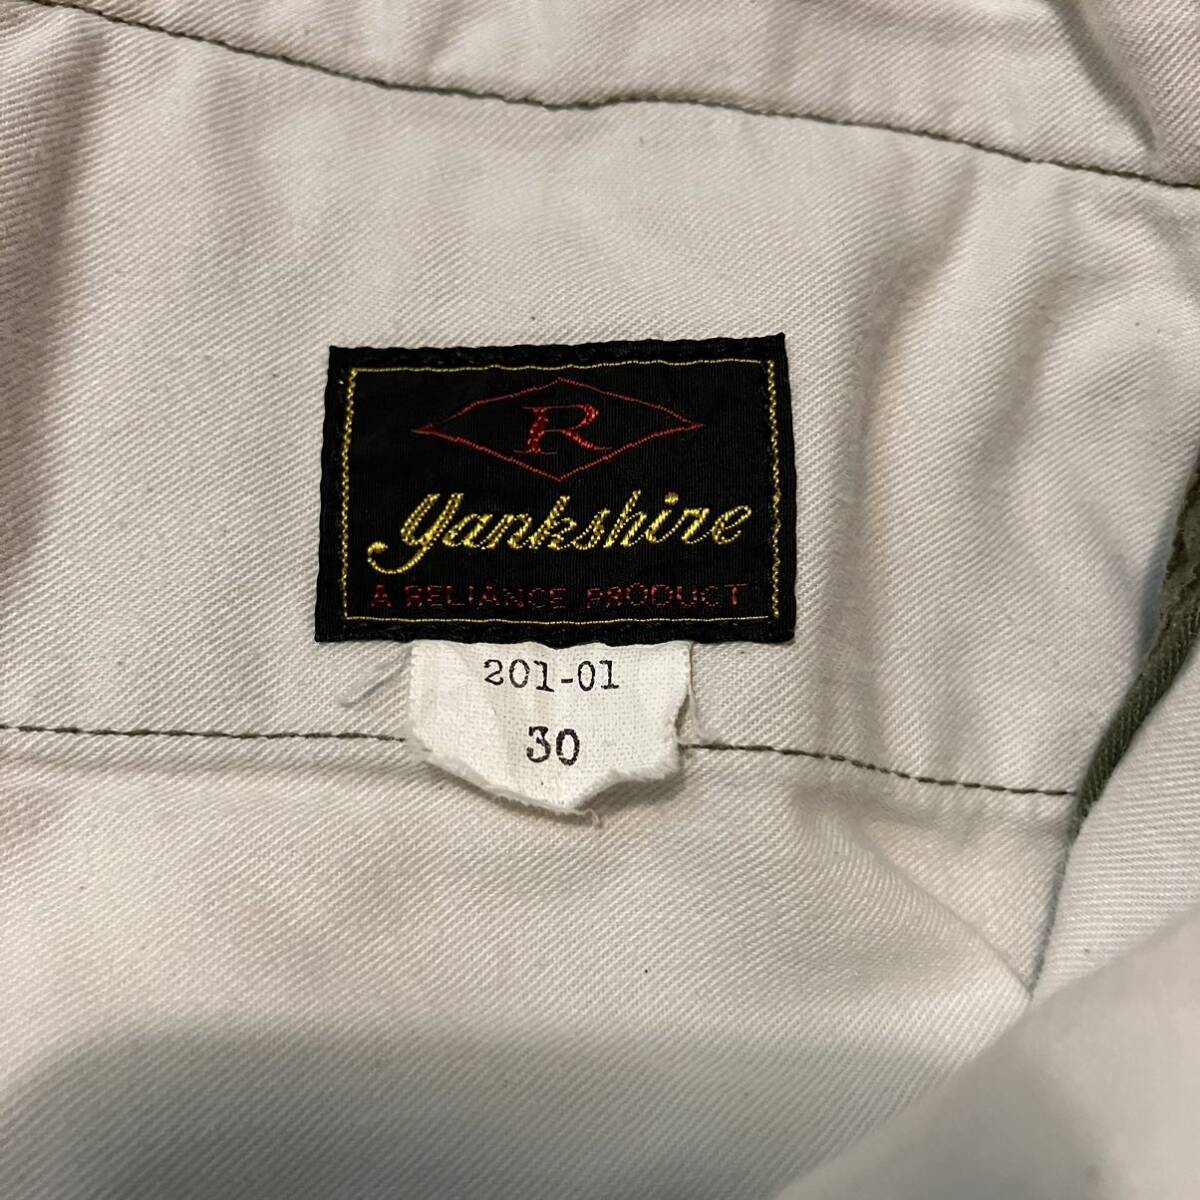 R
Yankshire
A RELIANCE PRODUCT
201-01
30